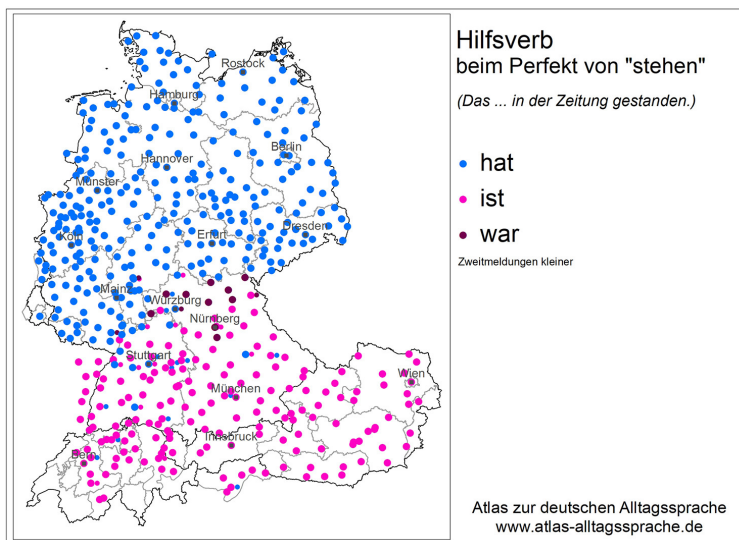 Hilfsverb
beim Perfekt von "stehen"
(Das ... in der Zeitung gestanden.)
hat
ist
war
Zweitmeldungen kleiner
Rostock
Hamburg
Berlin
Hannover
Münster
Köln
Erfurt
Dresden
Mainz
Würzburg
Nürnberg
Stuttgart
Wien
München
Innsbruck
Bern
Atlas zur deutschen Alltagssprache
www.atlas-alltagssprache.de